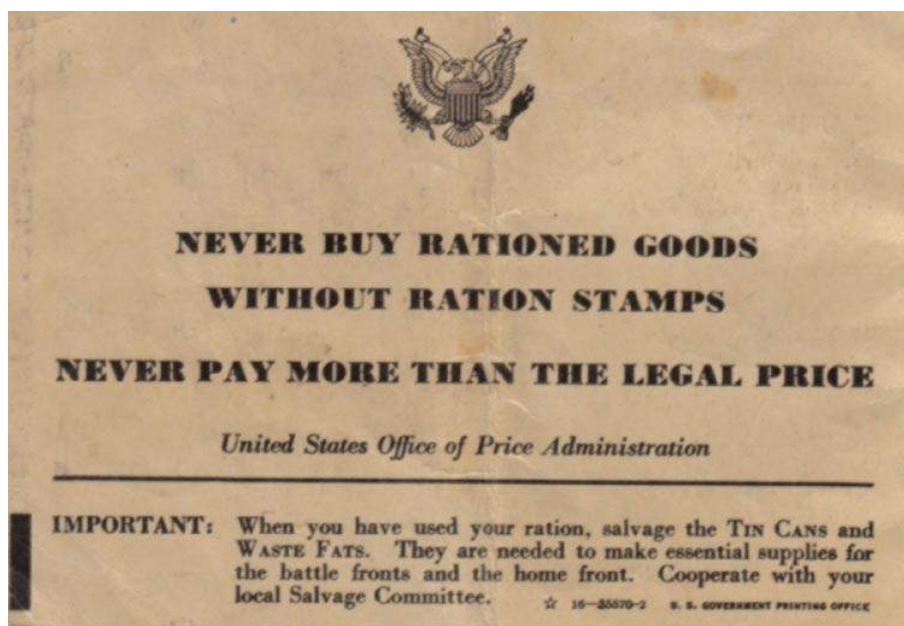 NEVER BUY RATIONED GOODS
WITHOUT RATION STAMPS
NEVER PAY MORE THAN THE LEGAL PRICE
United States Office of Price Administration
IMPORTANT: When you have used your ration, salvage the TIN CANS and
WASTE FATS. They are needed to make essential supplies for
the battle fronts and the home front. Cooperate with your
local Salvage Committee. ☆ 16—35570-2 U. S. GOVERNMENT PRINTING OFFICE